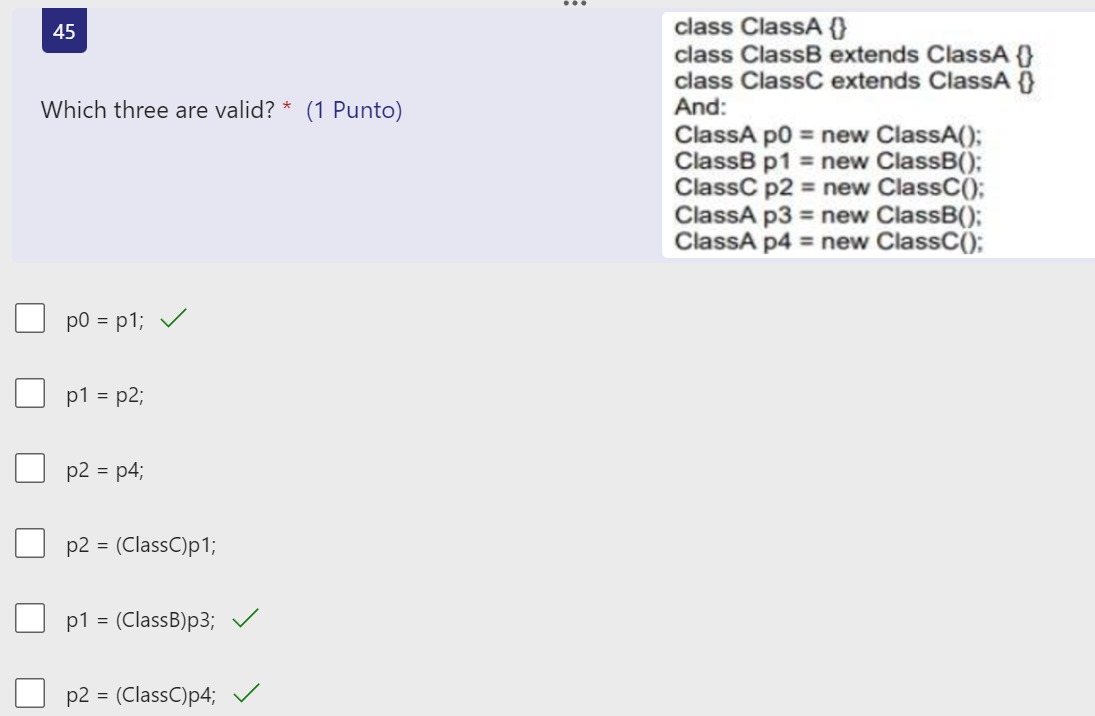 45
Which three are valid? * (1 Punto)
class ClassA {}
class ClassB extends ClassA {}
class ClassC extends ClassA {}
And:
ClassA p0 = new ClassA();
ClassB p1 = new ClassB();
ClassC p2 = new ClassC();
ClassA p3 = new ClassB();
ClassA p4 = new ClassC();
p0 = p1;
p1 = p2;
p2 = p4;
p2 = (ClassC)p1;
p1 = (ClassB)p3;
p2 = (ClassC)p4;